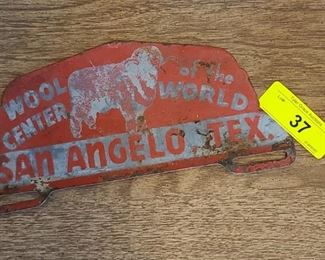 WOOL of the
CENTER WORLD
SAN ANGELO, TEX.
37